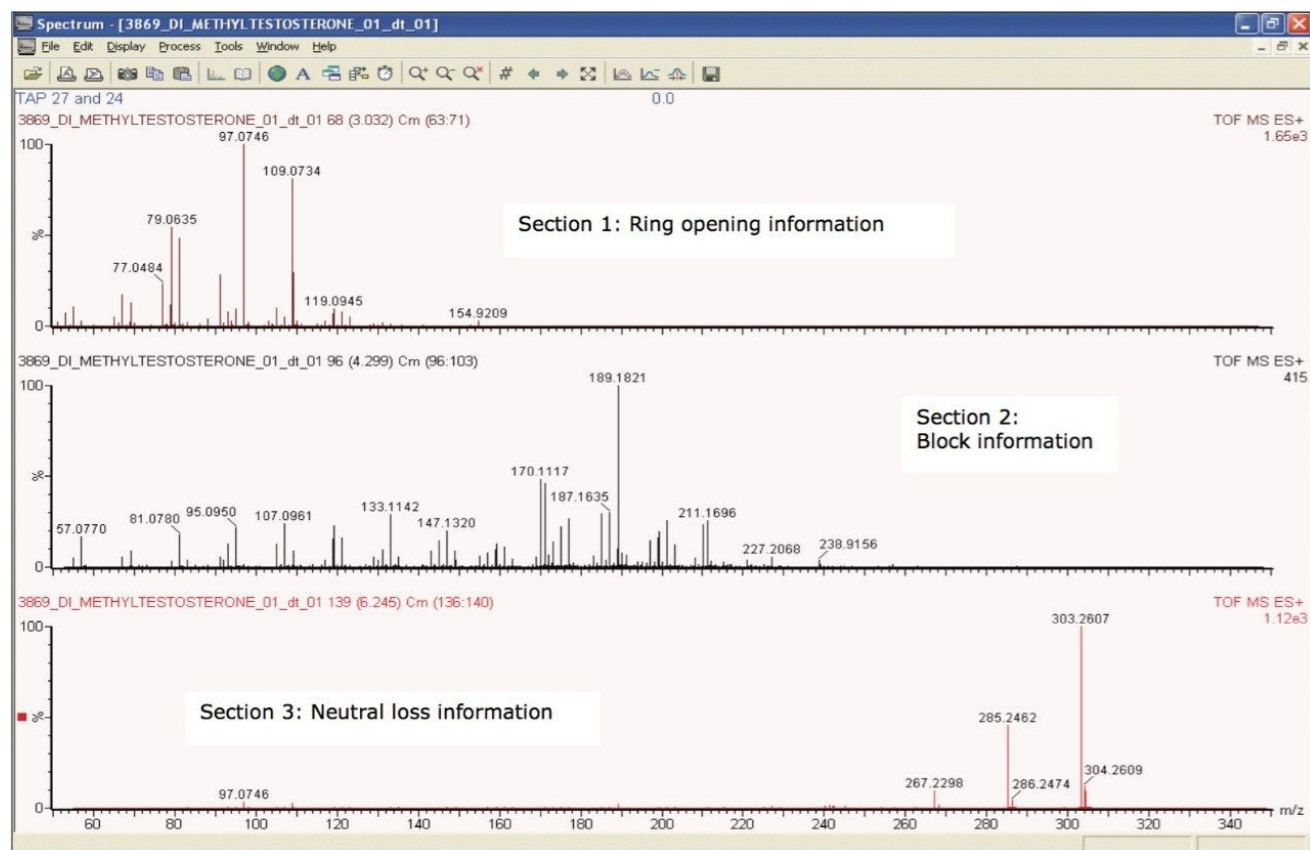 Spectrum - [3869_DI_METHYLTESTOSTERONE_01_dt_01]
File Edit Display Process Tools Window Help
TAP 27 and 24 0.0
3869_DI_METHYLTESTOSTERONE_01_dt_01 68 (3.032) Cm (63:71) TOF MS ES+
1.65e3
100
97.0746
109.0734
79.0635
Section 1: Ring opening information
%
77.0484
119.0945
154.9209
0
3869_DI_METHYLTESTOSTERONE_01_dt_01 96 (4.299) Cm (96:103) TOF MS ES+
415
100
189.1821
Section 2:
Block information
%
170.1117
187.1635
133.1142
211.1696
57.0770
81.0780
95.0950
107.0961
147.1320
227.2068
238.9156
0
3869_DI_METHYLTESTOSTERONE_01_dt_01 139 (6.245) Cm (136:140) TOF MS ES+
1.12e3
100
303.2607
Section 3: Neutral loss information
%
285.2462
267.2298
286.2474
304.2609
97.0746
0
60 80 100 120 140 160 180 200 220 240 260 280 300 320 340 m/z